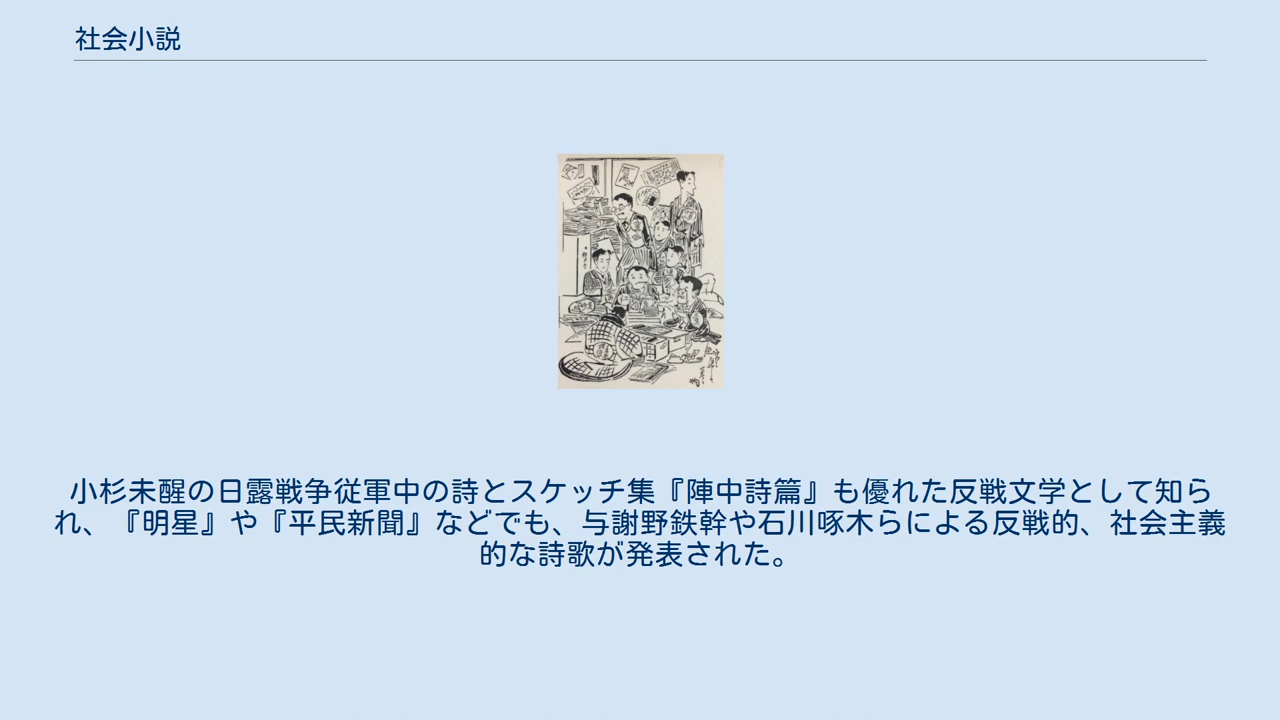 社会小説
小杉未醒の日露戦争従軍中の詩とスケッチ集『陣中詩篇』も優れた反戦文学として知ら
れ、『明星』や『平民新聞』などでも、与謝野鉄幹や石川啄木らによる反戦的、社会主義
的な詩歌が発表された。